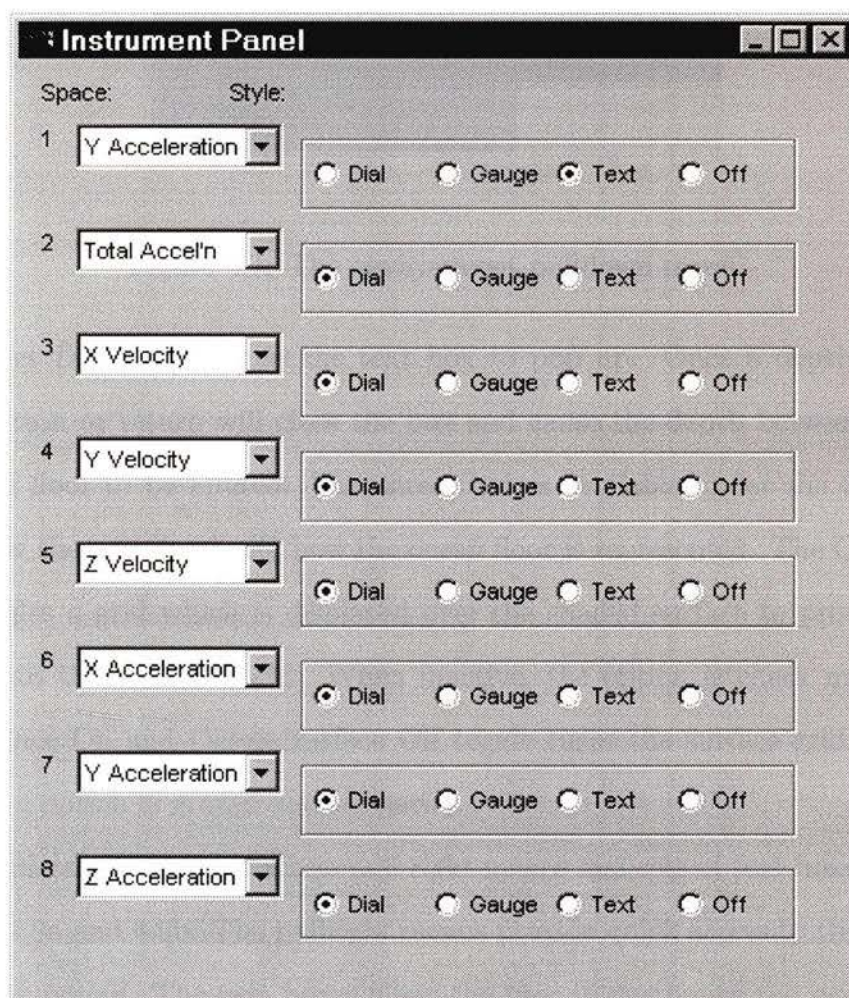 Instrument Panel
Space: Style:
1 Y Acceleration Dial Gauge Text Off
2 Total Accel'n Dial Gauge Text Off
3 X Velocity Dial Gauge Text Off
4 Y Velocity Dial Gauge Text Off
5 Z Velocity Dial Gauge Text Off
6 X Acceleration Dial Gauge Text Off
7 Y Acceleration Dial Gauge Text Off
8 Z Acceleration Dial Gauge Text Off